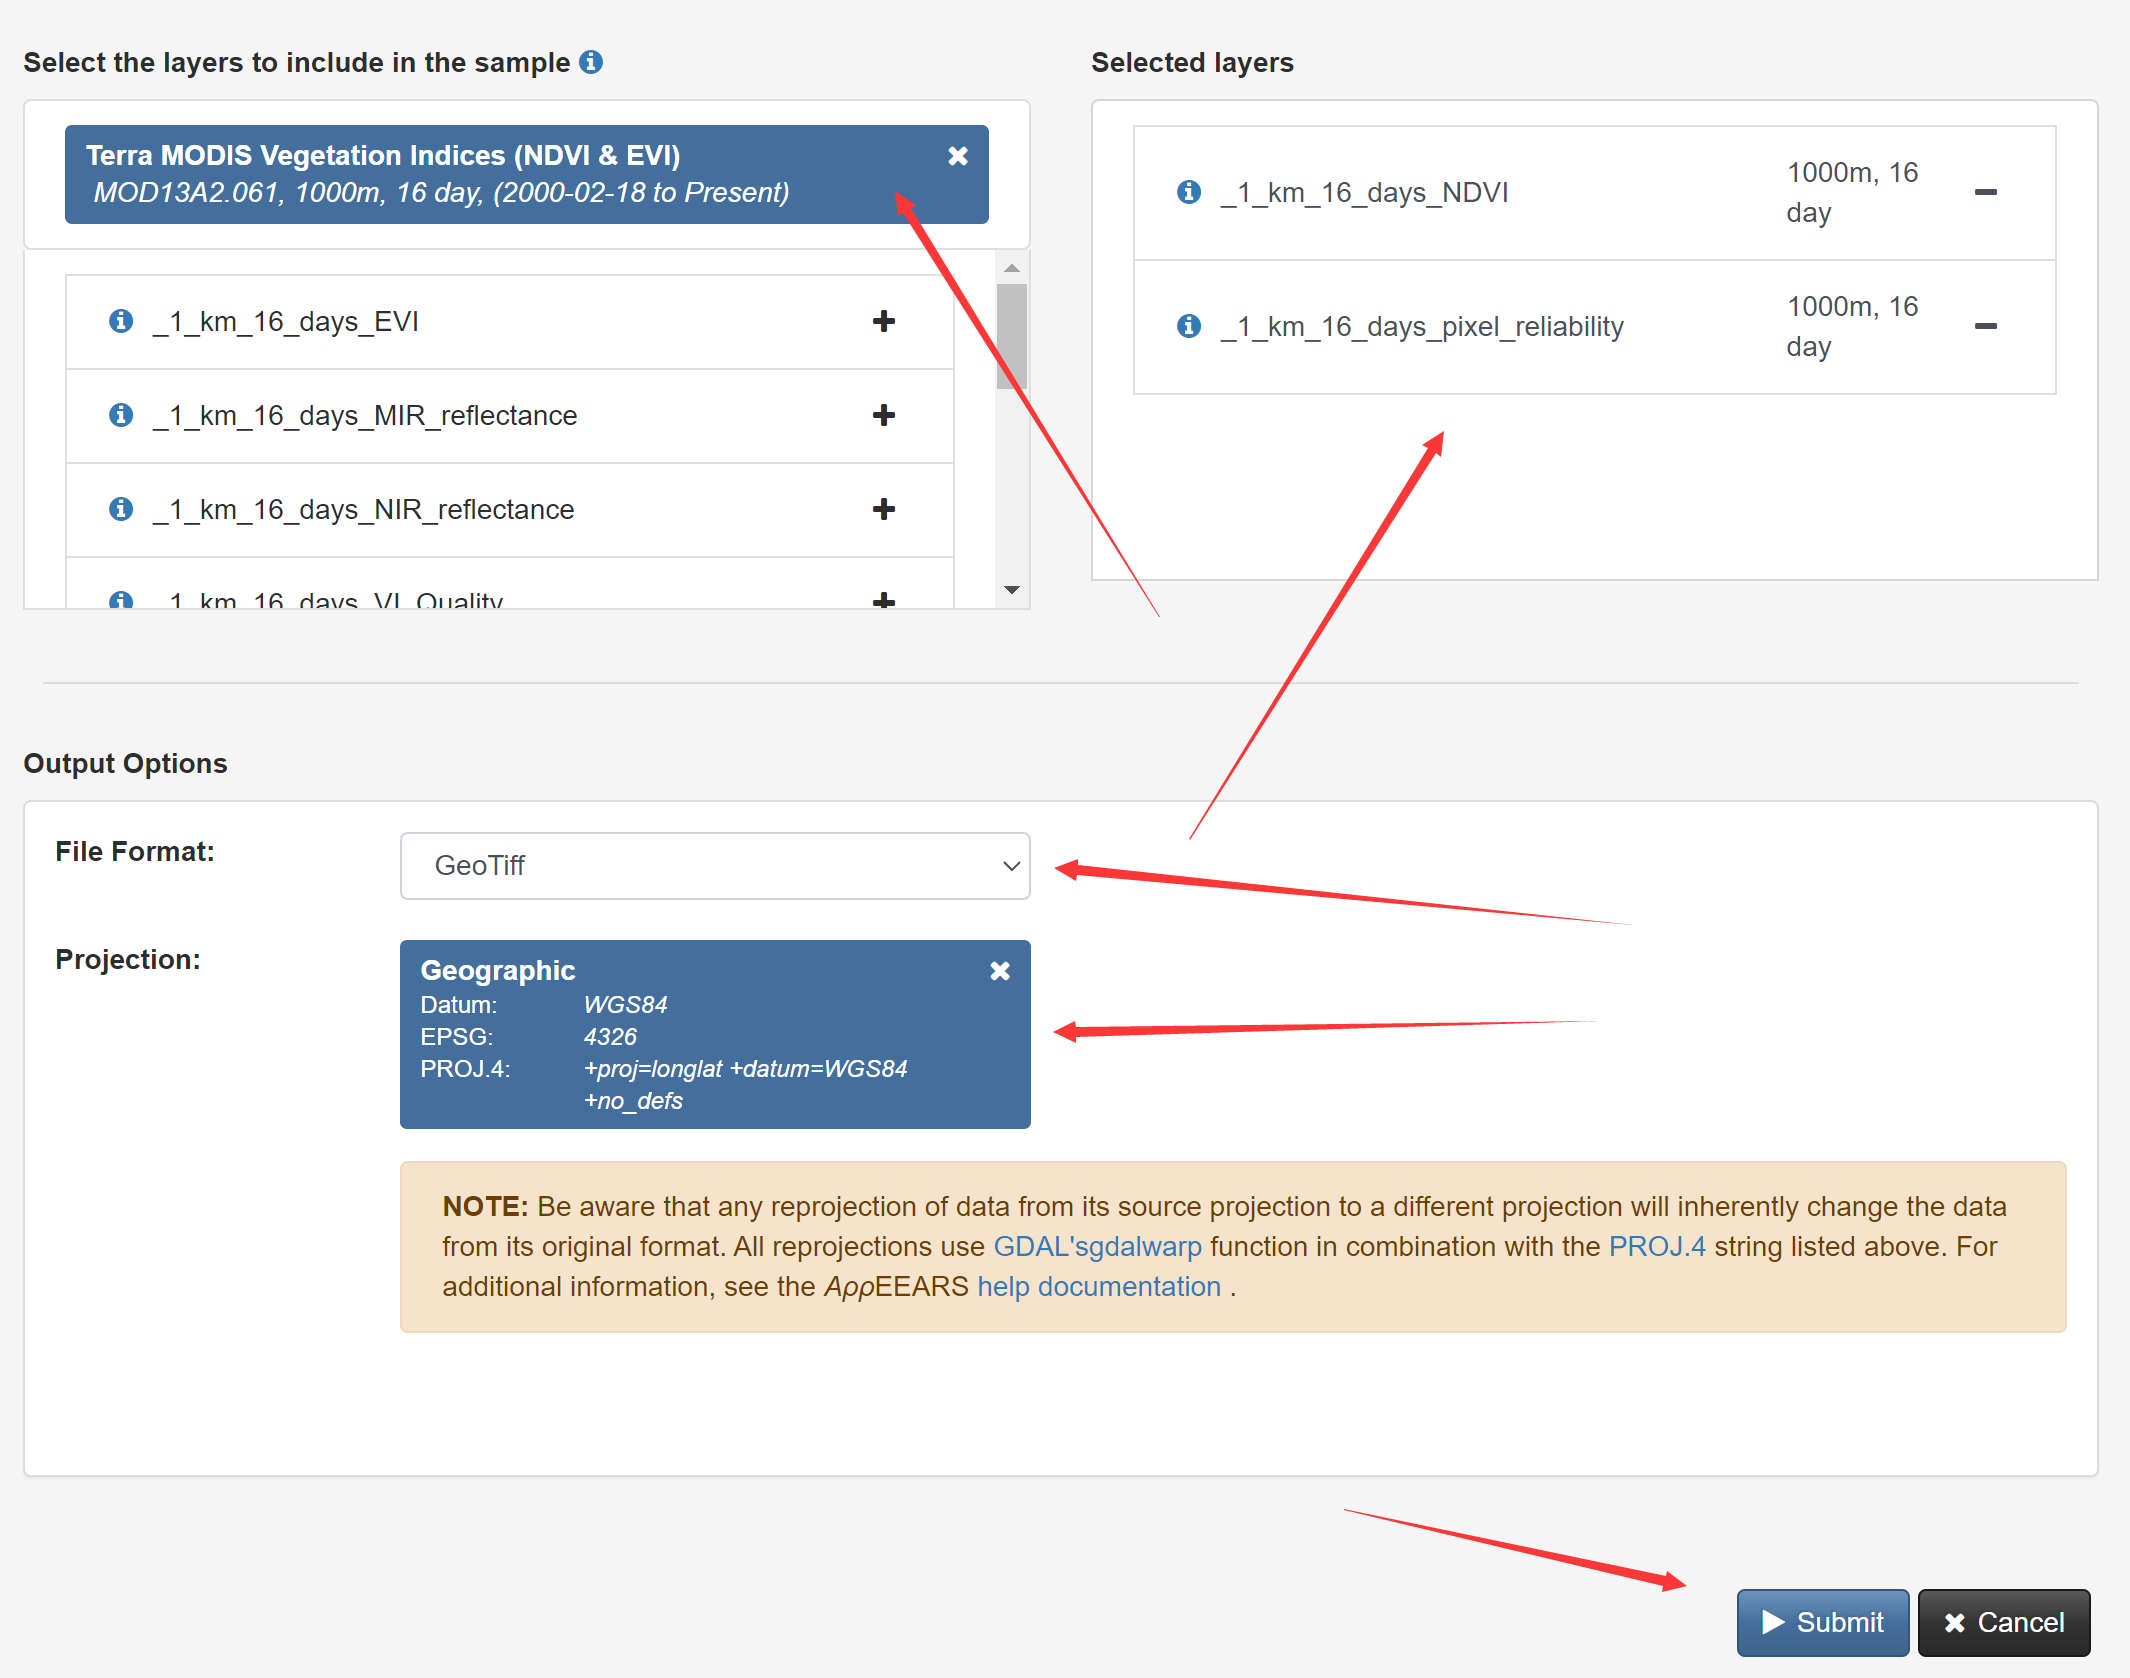 Select the layers to include in the sample
Terra MODIS Vegetation Indices (NDVI & EVI)
MOD13A2.061, 1000m, 16 day, (2000-02-18 to Present)
_1_km_16_days_EVI
_1_km_16_days_MIR_reflectance
_1_km_16_days_NIR_reflectance
_1_km_16_days_VI_Quality
Selected layers
_1_km_16_days_NDVI
1000m, 16
day
_1_km_16_days_pixel_reliability
1000m, 16
day
Output Options
File Format:
GeoTiff
Projection:
Geographic
Datum: WGS84
EPSG: 4326
PROJ.4: +proj=longlat +datum=WGS84
+no_defs
NOTE: Be aware that any reprojection of data from its source projection to a different projection will inherently change the data
from its original format. All reprojections use GDAL'sgdalwarp function in combination with the PROJ.4 string listed above. For
additional information, see the AppEEARS help documentation .
Submit
Cancel